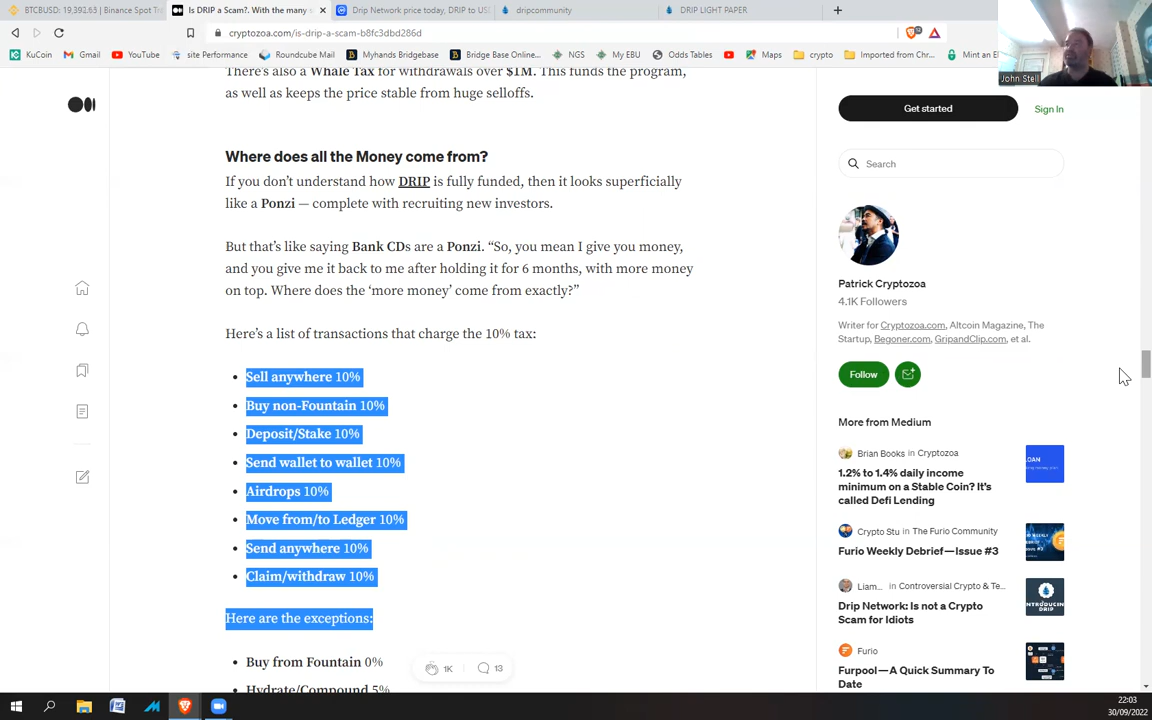 BTCBUSD: 19,392.63 | Binance Spot Tr
Is DRIP a Scam?. With the many s
Drip Network price today, DRIP to US
dripcommunity
DRIP LIGHT PAPER
cryptozoa.com/is-drip-a-scam-b8fc3dbd286d
KuCoin
Gmail
YouTube
site Performance
Roundcube Mail
Myhands Bridgebase
Bridge Base Online...
NGS
My EBU
Odds Tables
Maps
crypto
Imported from Chr...
Mint an E
John Stell
There's also a Whale Tax for withdrawals over $1M. This funds the program,
as well as keeps the price stable from huge selloffs.
Where does all the Money come from?
If you don't understand how DRIP is fully funded, then it looks superficially
like a Ponzi — complete with recruiting new investors.
But that's like saying Bank CDs are a Ponzi. “So, you mean I give you money,
and you give me it back to me after holding it for 6 months, with more money
on top. Where does the ‘more money’ come from exactly?”
Here's a list of transactions that charge the 10% tax:
• Sell anywhere 10%
• Buy non-Fountain 10%
• Deposit/Stake 10%
• Send wallet to wallet 10%
• Airdrops 10%
• Move from/to Ledger 10%
• Send anywhere 10%
• Claim/withdraw 10%
Here are the exceptions:
• Buy from Fountain 0%
• Hydrate/Compound 5%
1K
13
Get started
Sign In
Search
Patrick Cryptozoa
4.1K Followers
Writer for Cryptozoa.com, Altcoin Magazine, The
Startup, Begoner.com, GripandClip.com, et al.
Follow
More from Medium
Brian Books in Cryptozoa
1.2% to 1.4% daily income
minimum on a Stable Coin? It's
called Defi Lending
Crypto Stu in The Furio Community
Furio Weekly Debrief — Issue #3
Liam... in Controversial Crypto & Te...
Drip Network: Is not a Crypto
Scam for Idiots
Furio
Furpool — A Quick Summary To
Date
22:03
30/09/2022